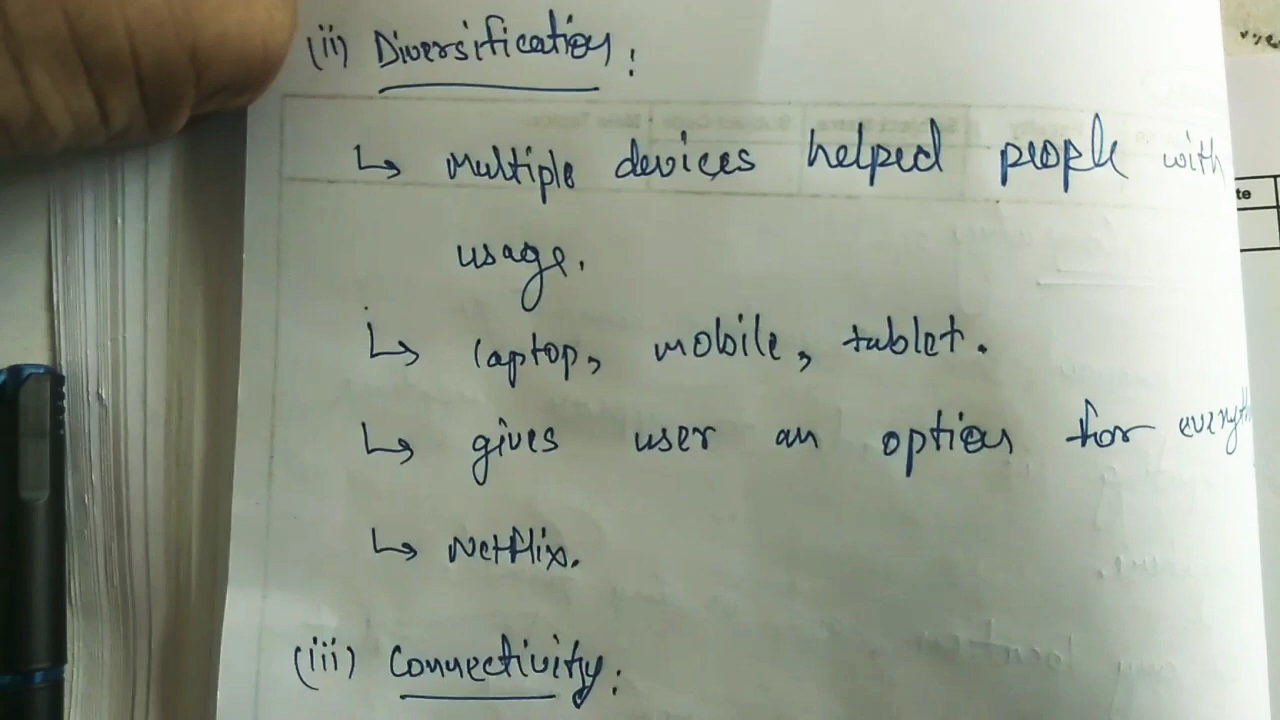 (ii) Diversification:
↳ Multiple devices helped people with
usage.
↳ laptop, mobile, tablet.
↳ gives user an option for
↳ Netflix.
(iii) Connectivity:
te